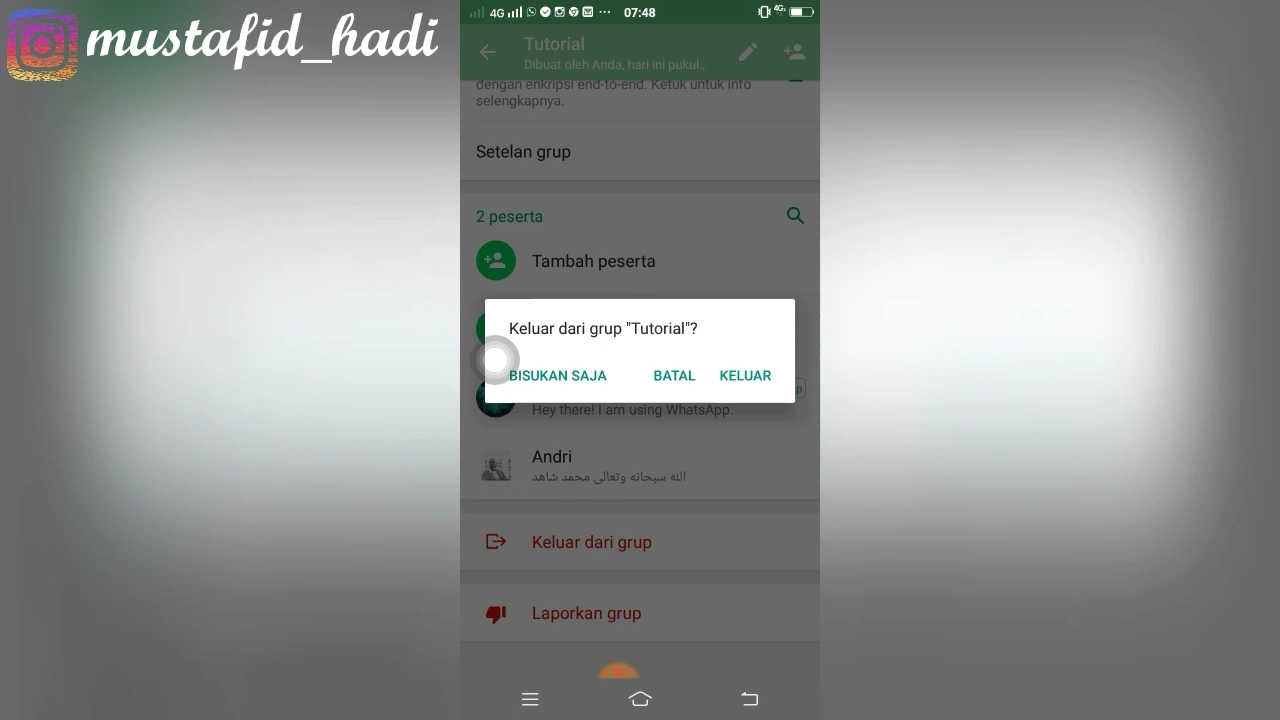 mustafid_hadi
4G 07:48 4G
Tutorial
Dibuat oleh Anda, hari ini pukul...
dengan enkripsi end-to-end. Ketuk untuk info
selengkapnya.
Setelan grup
2 peserta
Tambah peserta
Keluar dari grup "Tutorial"?
BISUKAN SAJA BATAL KELUAR
Hey there! I am using WhatsApp.
Andri
الله سبحانه وتعالى محمد شاهد
Keluar dari grup
Laporkan grup